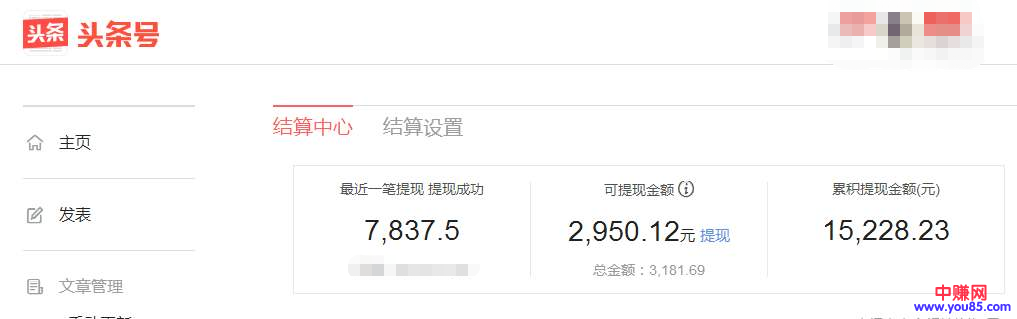 头条 头条号
主页
发表
文章管理
结算中心 结算设置
最近一笔提现 提现成功
7,837.5
可提现金额
2,950.12元 提现
总金额：3,181.69
累积提现金额(元)
15,228.23
中赚网
www.you85.com